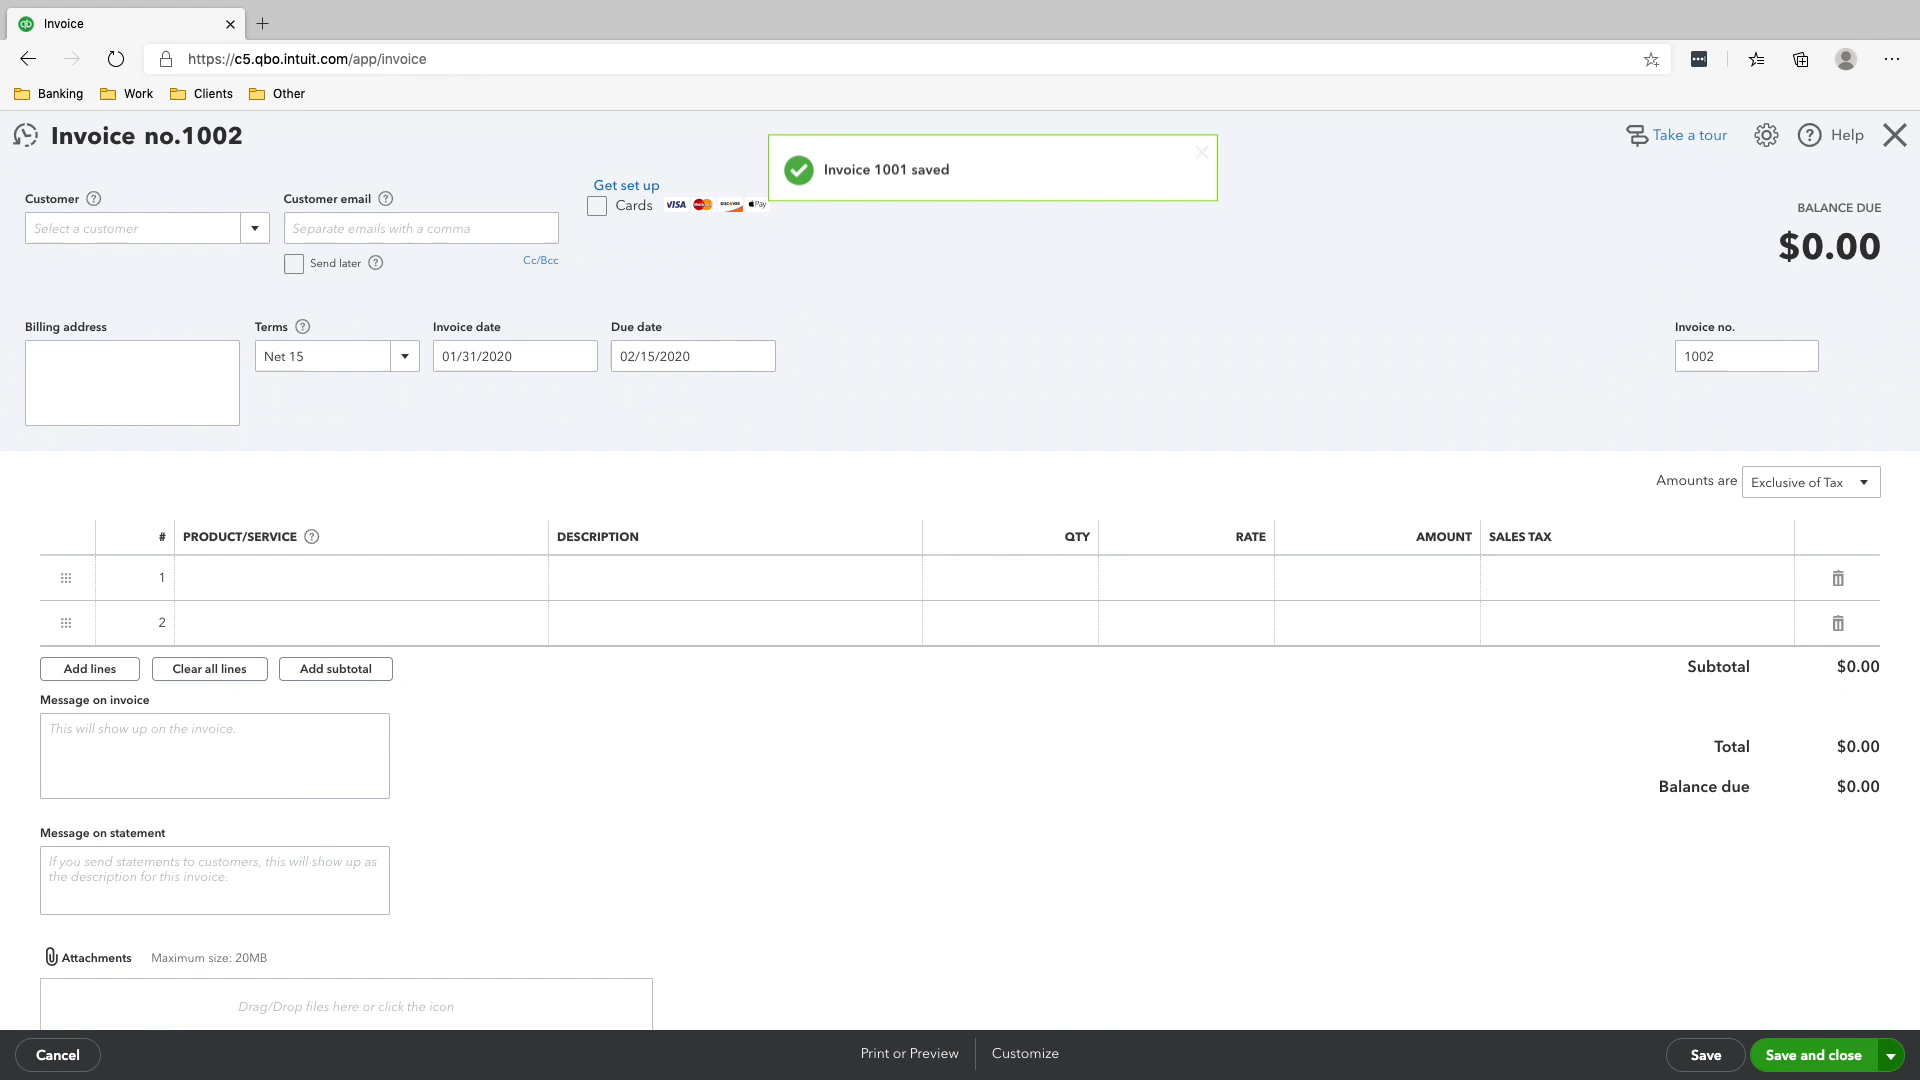 Invoice
https://c5.qbo.intuit.com/app/invoice
Banking Work Clients Other
Invoice no.1002
Take a tour Help
Invoice 1001 saved
Get set up
Customer
Customer email
Cards VISA DISCOVER Pay
Select a customer
Separate emails with a comma
Send later
Cc/Bcc
BALANCE DUE
$0.00
Billing address
Terms
Invoice date
Due date
Invoice no.
Net 15
01/31/2020
02/15/2020
1002
Amounts are Exclusive of Tax
# PRODUCT/SERVICE DESCRIPTION QTY RATE AMOUNT SALES TAX
1
2
Add lines Clear all lines Add subtotal
Subtotal $0.00
Message on invoice
This will show up on the invoice.
Total $0.00
Balance due $0.00
Message on statement
If you send statements to customers, this will show up as
the description for this invoice.
Attachments Maximum size: 20MB
Drag/Drop files here or click the icon
Cancel
Print or Preview
Customize
Save
Save and close